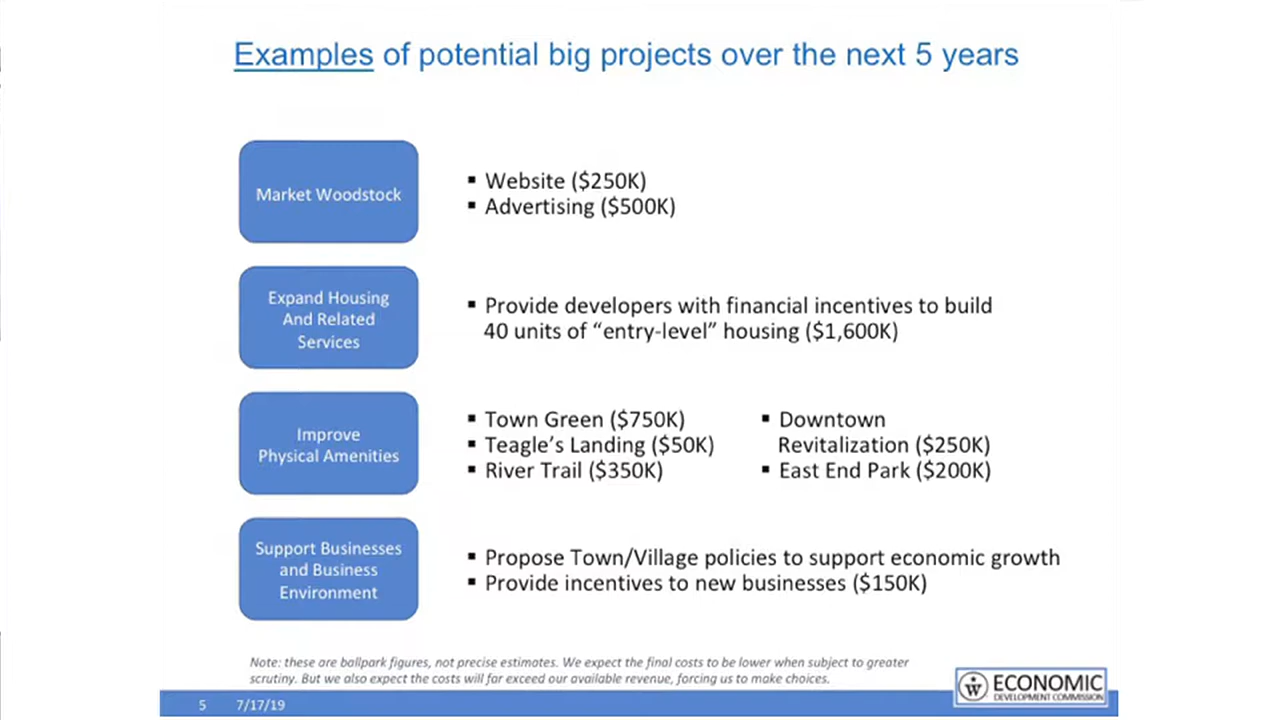 Examples of potential big projects over the next 5 years
Market Woodstock
▪ Website ($250K)
▪ Advertising ($500K)
Expand Housing
And Related
Services
▪ Provide developers with financial incentives to build
40 units of “entry-level” housing ($1,600K)
Improve
Physical Amenities
▪ Town Green ($750K)
▪ Teagle’s Landing ($50K)
▪ River Trail ($350K)
▪ Downtown
Revitalization ($250K)
▪ East End Park ($200K)
Support Businesses
and Business
Environment
▪ Propose Town/Village policies to support economic growth
▪ Provide incentives to new businesses ($150K)
Note: these are ballpark figures, not precise estimates. We expect the final costs to be lower when subject to greater
scrutiny. But we also expect the costs will far exceed our available revenue, forcing us to make choices.
5 7/17/19
W ECONOMIC
DEVELOPMENT COMMISSION